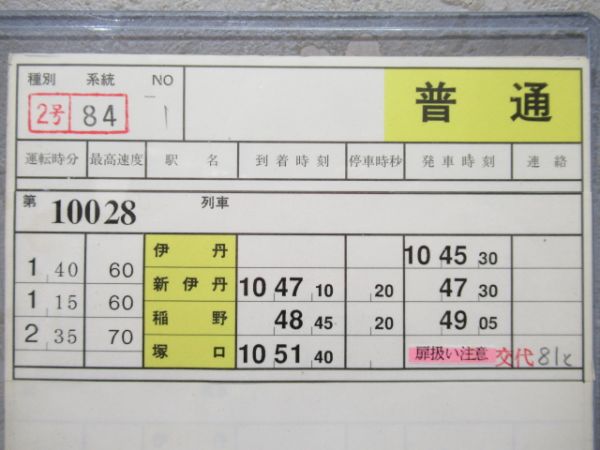 種別 系統 NO
2号 84 1 普通
運転時分 最高速度 駅名 到着時刻 停車時秒 発車時刻 連絡
第 10028 列車
伊丹 10 45 30
1 40 60 新伊丹 10 47 10 20 47 30
1 15 60 稲野 48 45 20 49 05
2 35 70 塚口 10 51 40 扉扱い注意 交代 81と